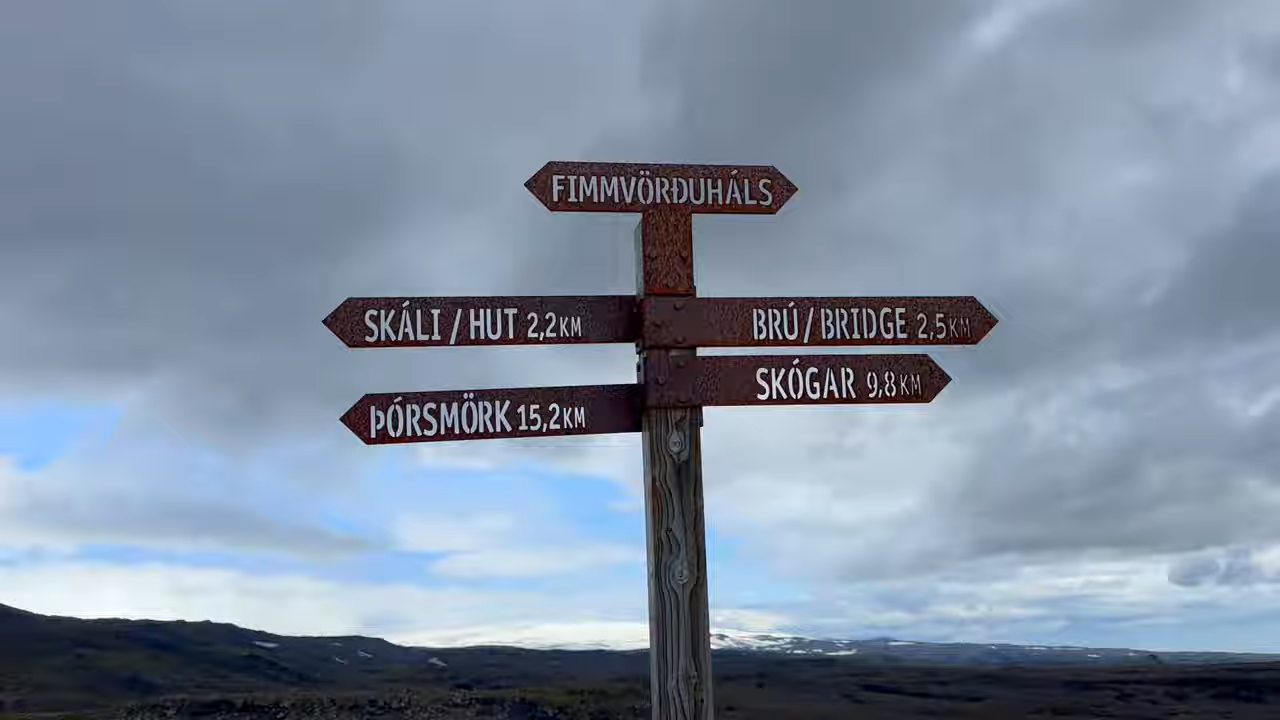 FIMMVÖRÐUHÁLS
SKÁLI / HUT 2,2KM
BRÚ / BRIDGE 2,5KM
SKÓGAR 9,8KM
ÞÓRSMÖRK 15,2KM